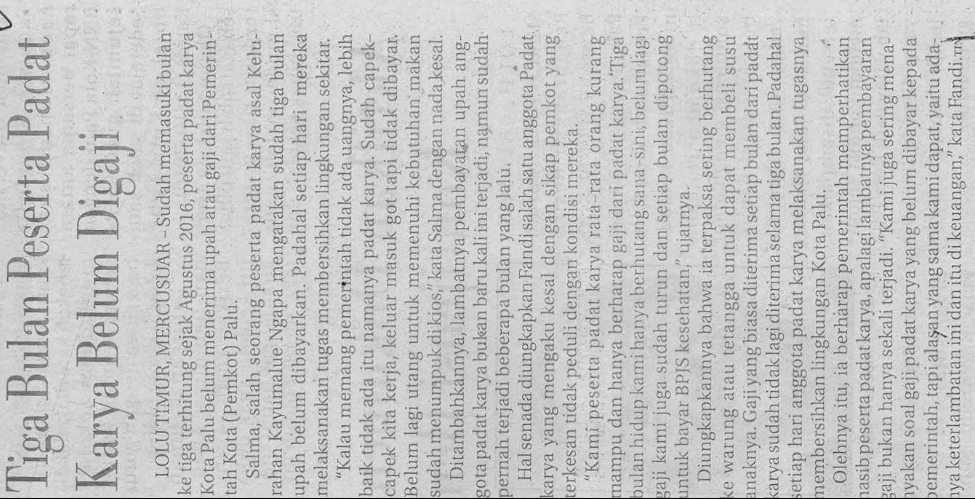 Tiga Bulan Peserta Padat
Karya Belum Digaji
LOLU TIMUR, MERCUSUAR – Sudah memasuki bulan
ke tiga terhitung sejak Agustus 2016, peserta padat karya
Kota Palu belum menerima upah atau gaji dari Pemerin-
tah Kota (Pemkot) Palu.
Salma, salah seorang peserta padat karya asal Kelu-
rahan Kayumalue Ngapa mengatakan sudah tiga bulan
upah belum dibayarkan. Padahal setiap hari mereka
melaksanakan tugas membersihkan lingkungan sekitar.
"Kalau memang pemerintah tidak ada uangnya, lebih
baik tidak ada itu namanya padat karya. Sudah capek-
capek kita kerja, keluar masuk got tapi tidak dibayar.
Belum lagi utang untuk memenuhi kebutuhan makan
sudah menumpuk di kios," kata Salma dengan nada kesal.
Ditambahkannya, lambatnya pembayaran upah ang-
gota padat karya bukan baru kali ini terjadi, namun sudah
pernah terjadi beberapa bulan yang lalu.
Hal senada diungkapkan Fandi salah satu anggota Padat
karya yang mengaku kesal dengan sikap pemkot yang
terkesan tidak peduli dengan kondisi mereka.
"Kami peserta padat karya rata-rata orang kurang
mampu dan hanya berharap gaji dari padat karya. Tiga
bulan hidup kami hanya berhutang sana-sini, belum lagi
gaji kami juga sudah turun dan setiap bulan dipotong
untuk bayar BPJS kesehatan," ujarnya.
Diungkapkannya bahwa ia terpaksa sering berhutang
ke warung atau tetangga untuk dapat membeli susu
anaknya. Gaji yang biasa diterima setiap bulan dari padat
karya sudah tidak lagi diterima selama tiga bulan. Padahal
setiap hari anggota padat karya melaksanakan tugasnya
membersihkan lingkungan Kota Palu.
Olehnya itu, ia berharap pemerintah memperhatikan
nasib peserta padat karya, apalagi lambatnya pembayaran
gaji bukan hanya sekali terjadi. "Kami juga sering mena-
nyakan soal gaji padat karya yang belum dibayar kepada
pemerintah, tapi alasan yang sama kami dapat, yaitu ada-
nya keterlambatan dan itu di keuangan," kata Fandi.